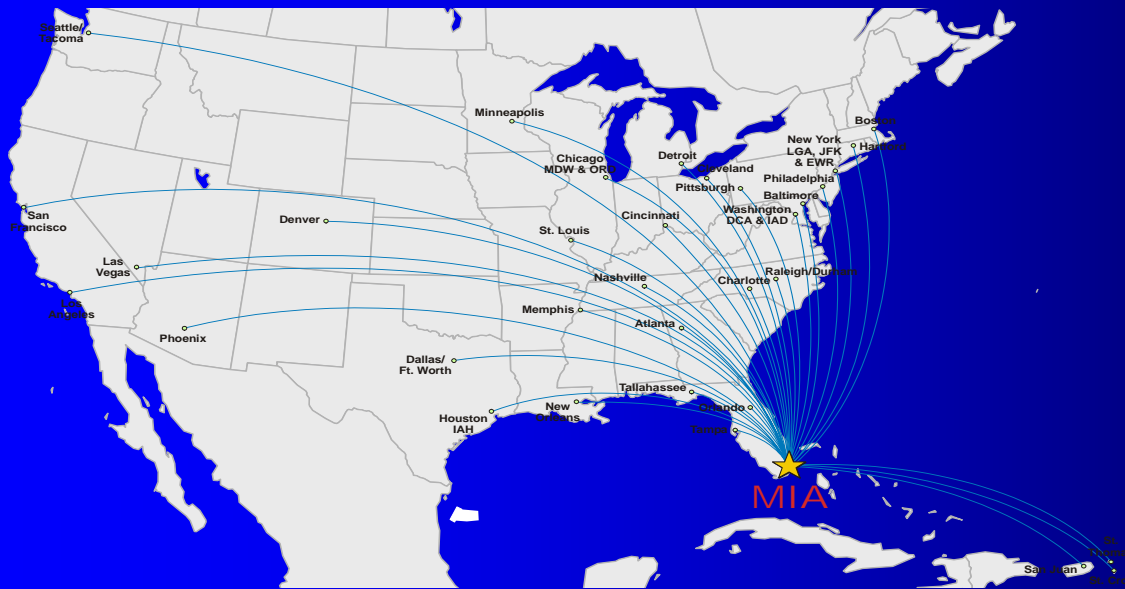 Seattle/
Tacoma
Minneapolis
Boston
New York
LGA, JFK
& EWR
Hartford
Chicago
MDW & ORD
Detroit
Cleveland
Pittsburgh
Philadelphia
Baltimore
Washington
DCA & IAD
San
Francisco
Denver
Cincinnati
St. Louis
Las
Vegas
Nashville
Raleigh/Durham
Charlotte
Los
Angeles
Memphis
Atlanta
Phoenix
Dallas/
Ft. Worth
Tallahassee
Houston
IAH
New
Orleans
Orlando
Tampa
MIA
San Juan
St.